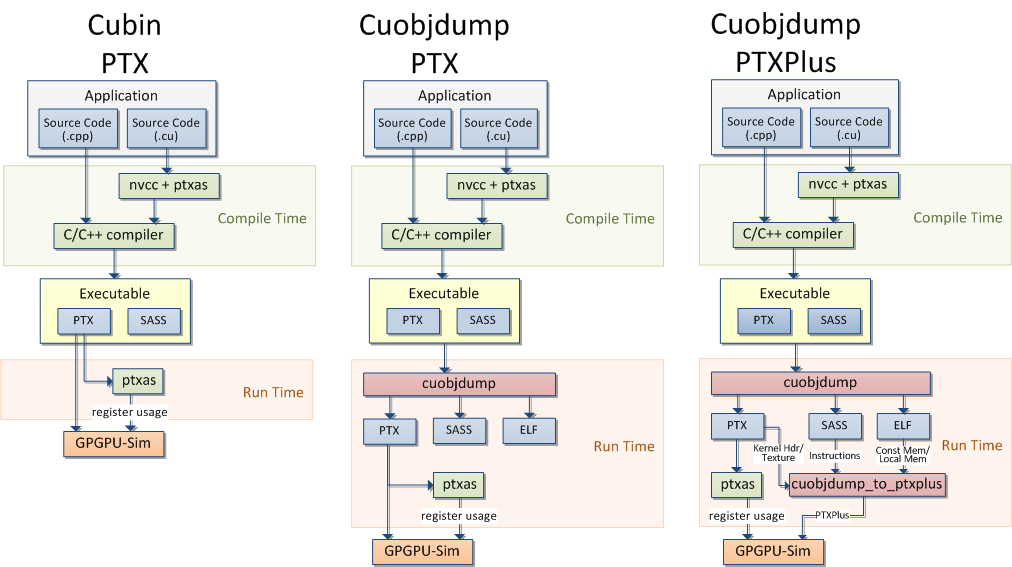 Cubin
PTX
Application
Source Code
(.cpp)
Source Code
(.cu)
nvcc + ptxas
Compile Time
C/C++ compiler
Executable
PTX
SASS
ptxas
Run Time
register usage
GPGPU-Sim
Cuobjdump
PTX
Application
Source Code
(.cpp)
Source Code
(.cu)
nvcc + ptxas
Compile Time
C/C++ compiler
Executable
PTX
SASS
cuobjdump
PTX
SASS
ELF
Run Time
ptxas
register usage
GPGPU-Sim
Cuobjdump
PTXPlus
Application
Source Code
(.cpp)
Source Code
(.cu)
nvcc + ptxas
Compile Time
C/C++ compiler
Executable
PTX
SASS
cuobjdump
PTX
SASS
ELF
Run Time
Kernel Hdr/
Texture
Instructions
Const Mem/
Local Mem
ptxas
cuobjdump_to_ptxplus
register usage
PTXPlus
GPGPU-Sim